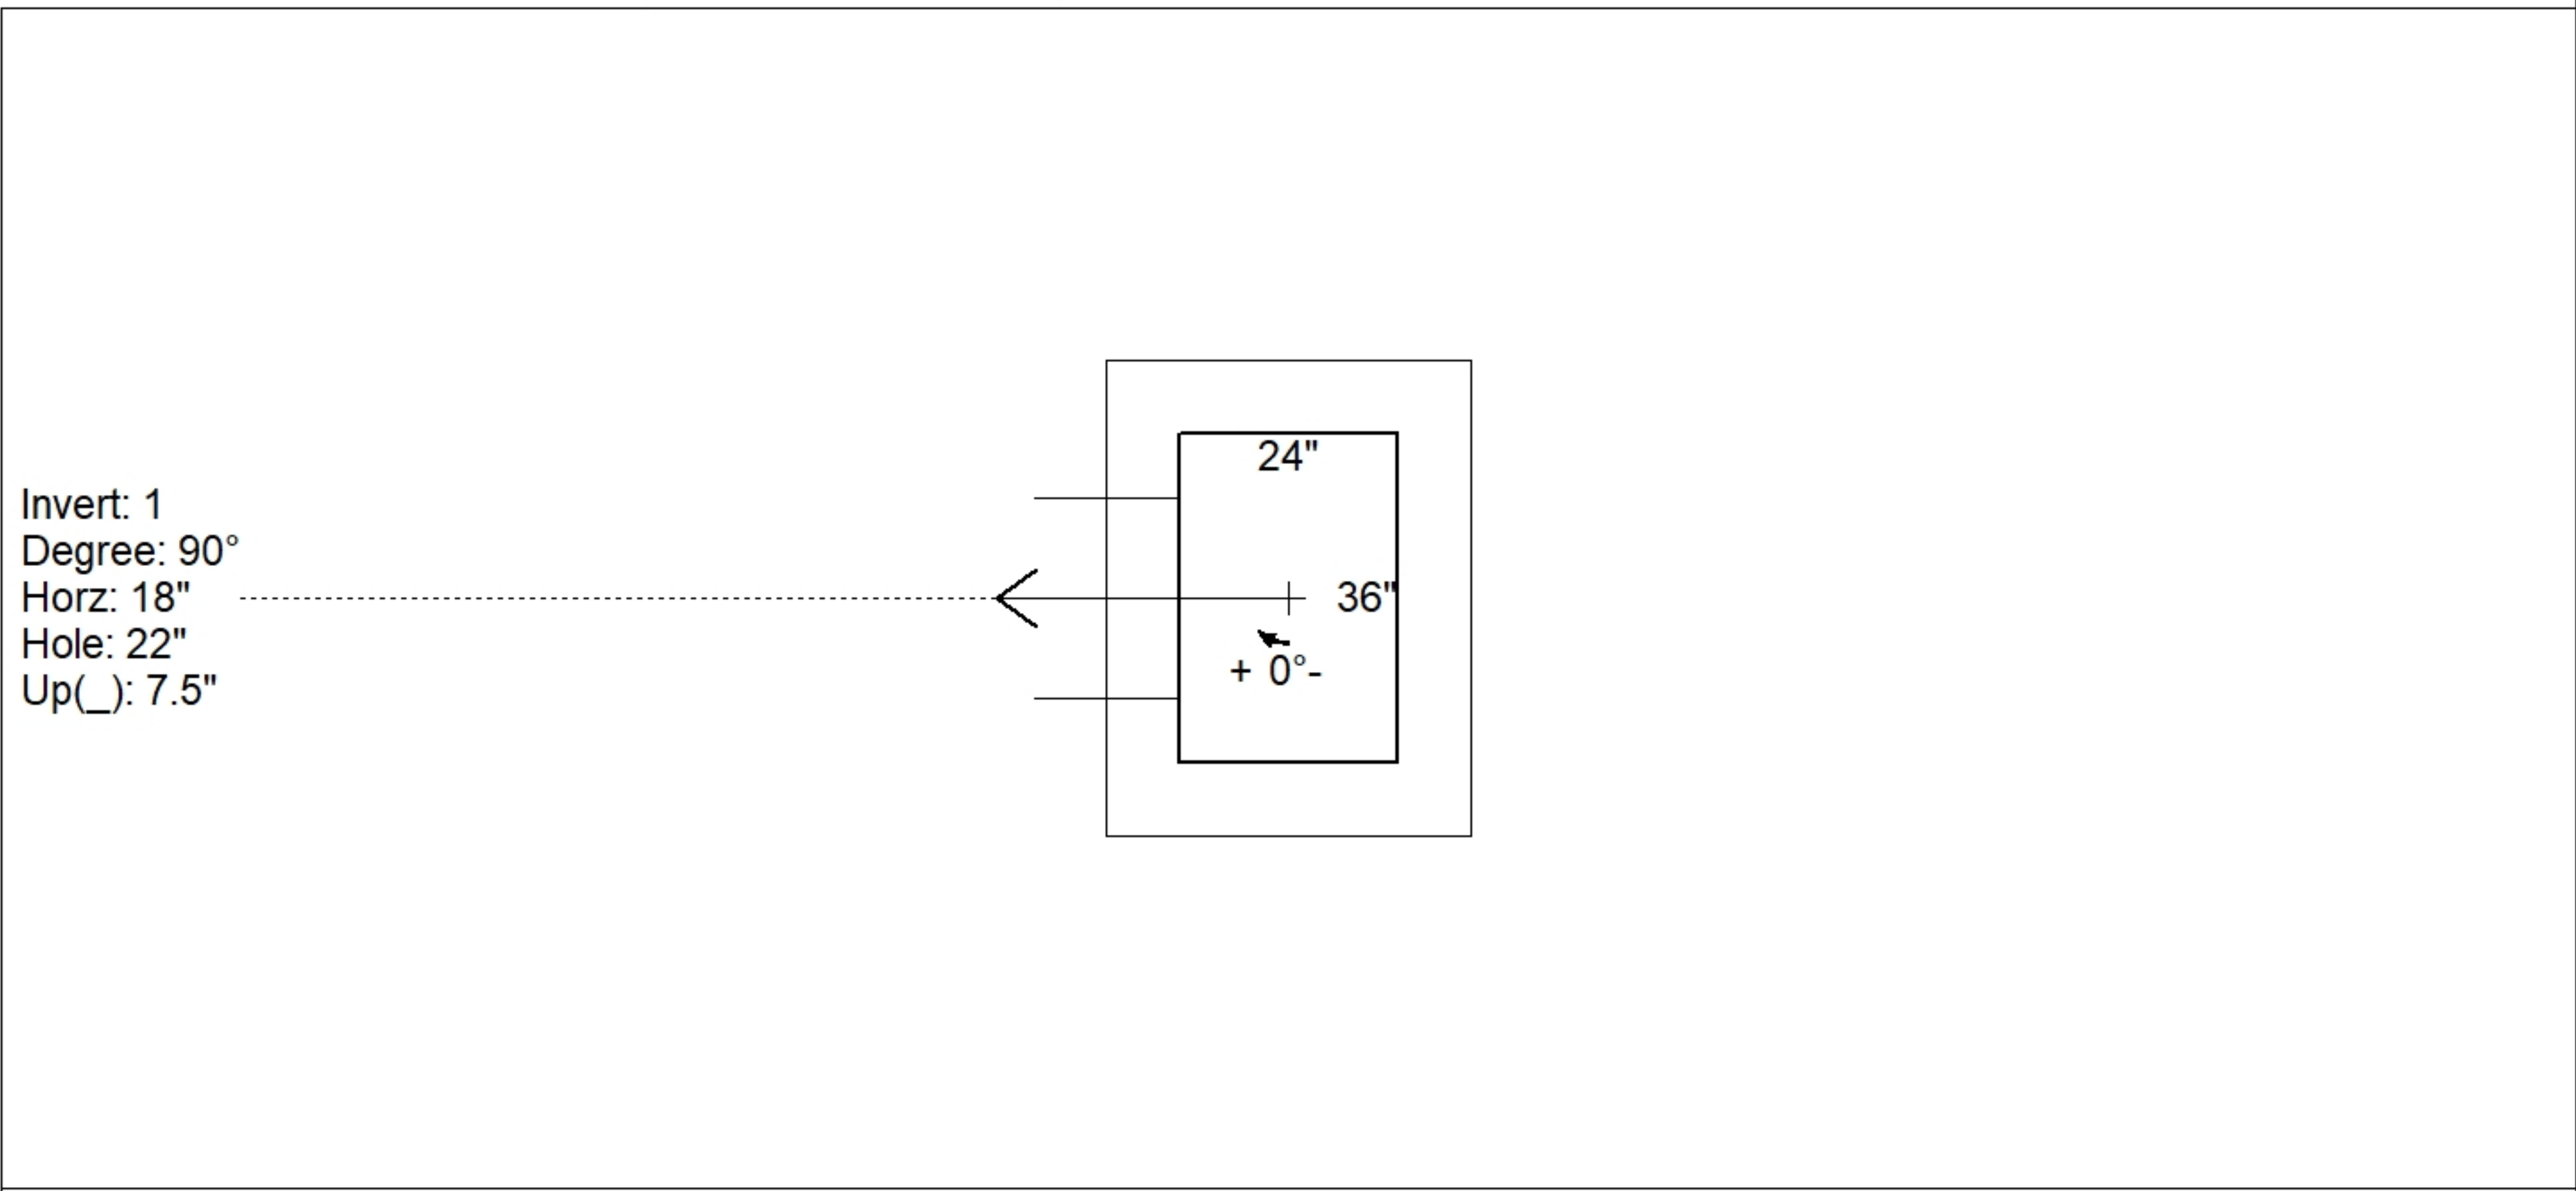 24"
Invert: 1
Degree: 90°
Horz: 18"
Hole: 22"
Up(_): 7.5"
36"
+ 0°-